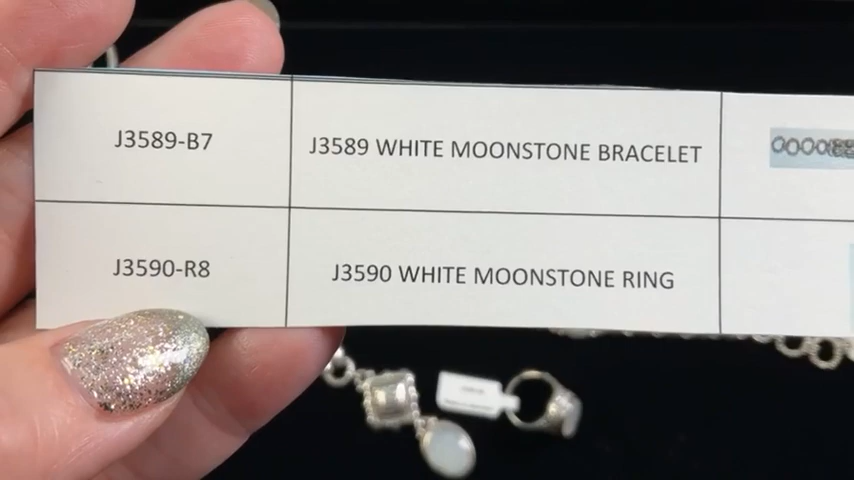 J3589-B7
J3589 WHITE MOONSTONE BRACELET
J3590-R8
J3590 WHITE MOONSTONE RING